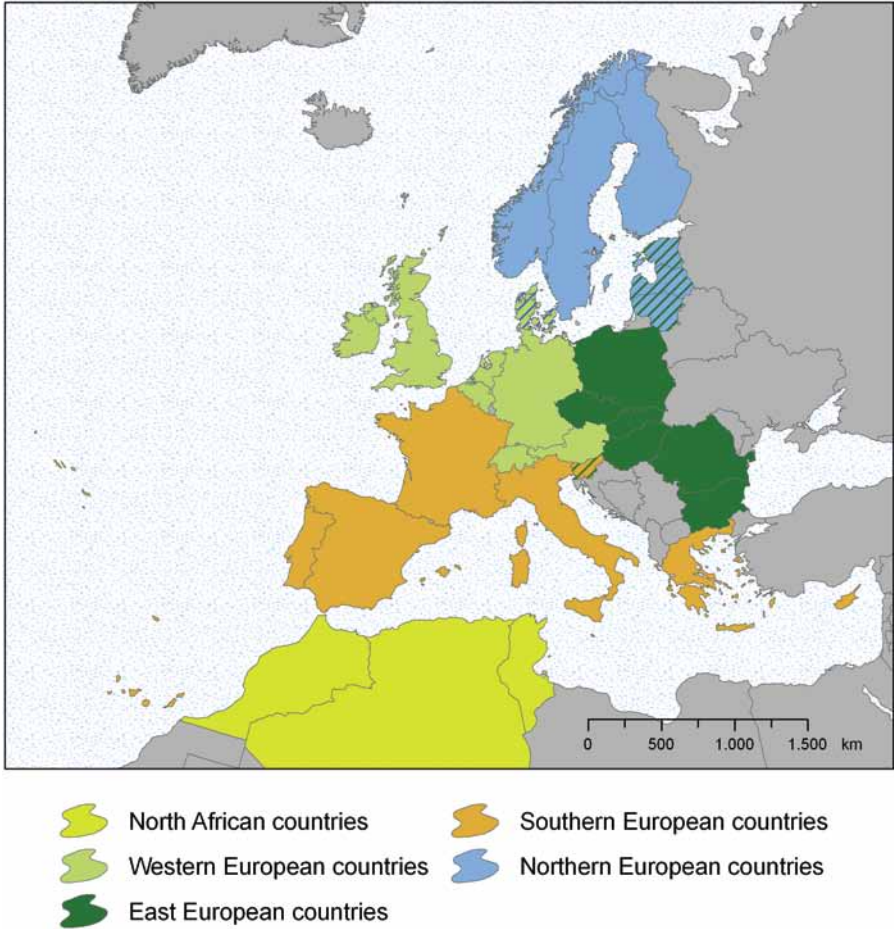 0 500 1.000 1.500 km
North African countries
Southern European countries
Western European countries
Northern European countries
East European countries